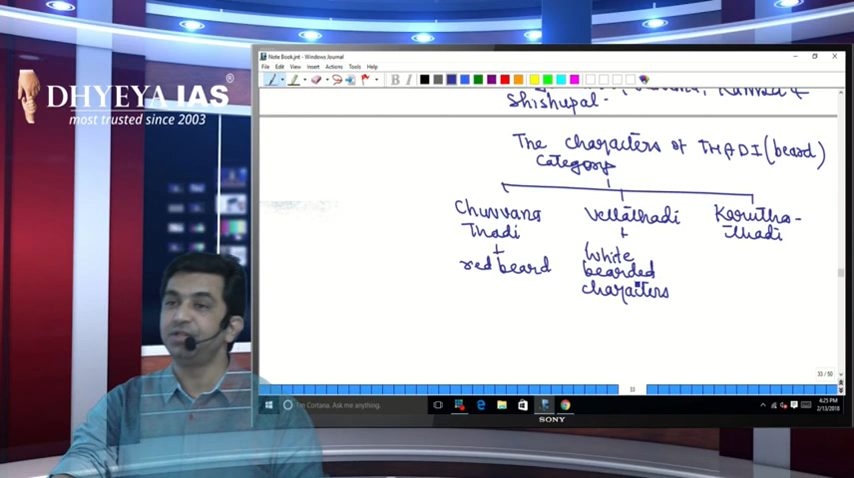 DHYEYA IAS®
most trusted since 2003
Note Book.jnt - Windows Journal
File Edit View Insert Actions Tools Help
B I
Shishupal-
The characters of THADI (beard)
Category
Chuvvana
Thadi
red beard
Vellathadi
White
bearded
characters
Karutha-
thadi
33 / 50
33
I'm Cortana. Ask me anything.
4:25 PM
2/13/2018
SONY